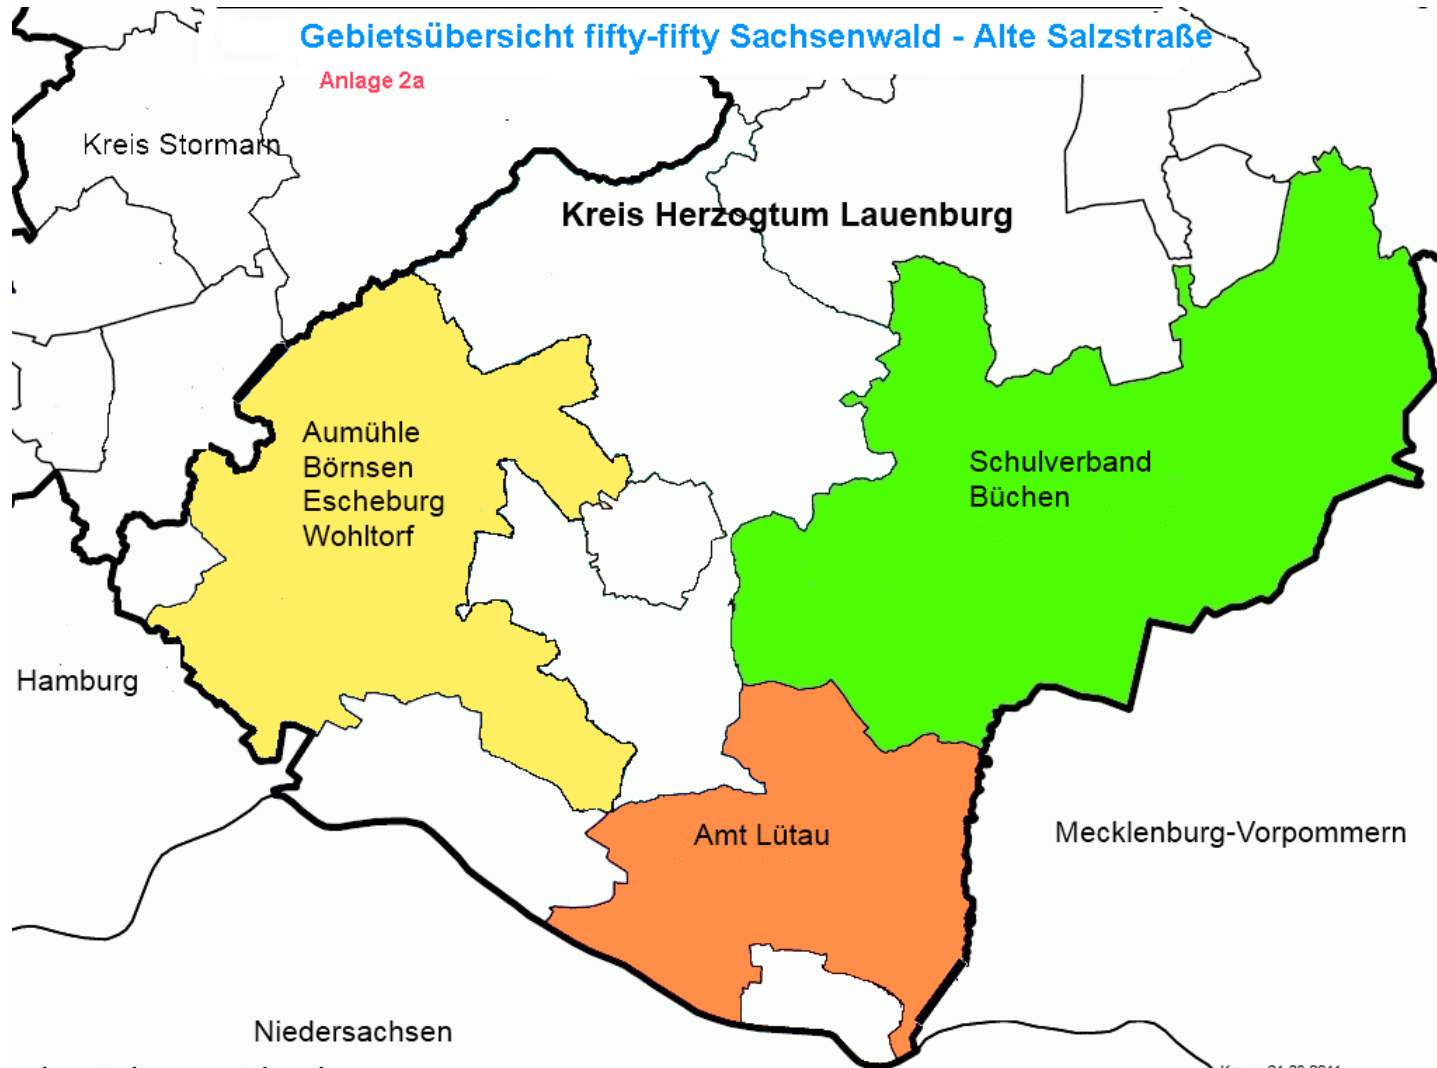 Gebietsübersicht fifty-fifty Sachsenwald - Alte Salzstraße
Anlage 2a
Kreis Stormarn
Kreis Herzogtum Lauenburg
Aumühle
Börnsen
Escheburg
Wohltorf
Schulverband
Büchen
Hamburg
Amt Lütau
Mecklenburg-Vorpommern
Niedersachsen